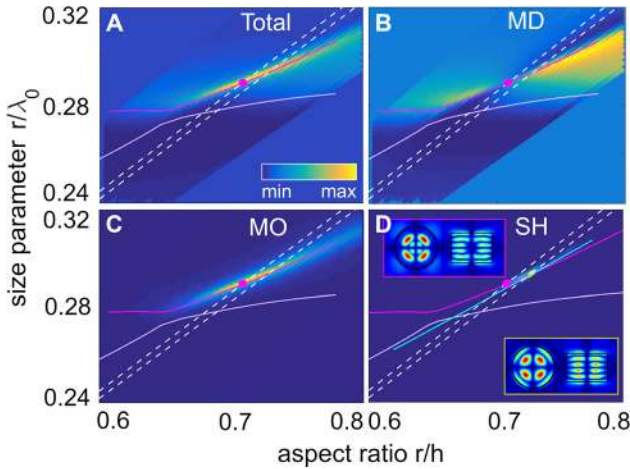 0.32
A Total
B MD
size parameter r/λ0
0.28
min max
0.24
0.32
C MO
D SH
0.28
0.24
0.6 0.7 0.8 0.6 0.7 0.8
aspect ratio r/h